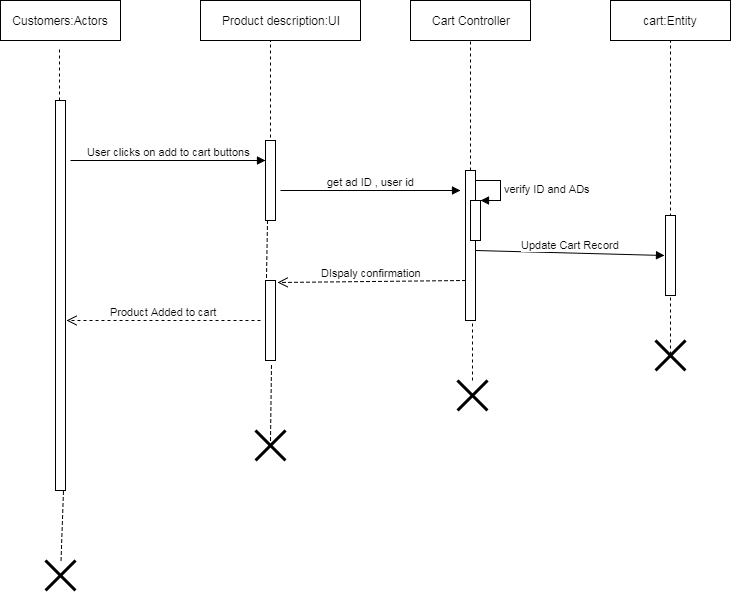 Customers:Actors
Product description:UI
Cart Controller
cart:Entity
User clicks on add to cart buttons
get ad ID , user id
verify ID and ADs
Update Cart Record
DIspaly confirmation
Product Added to cart